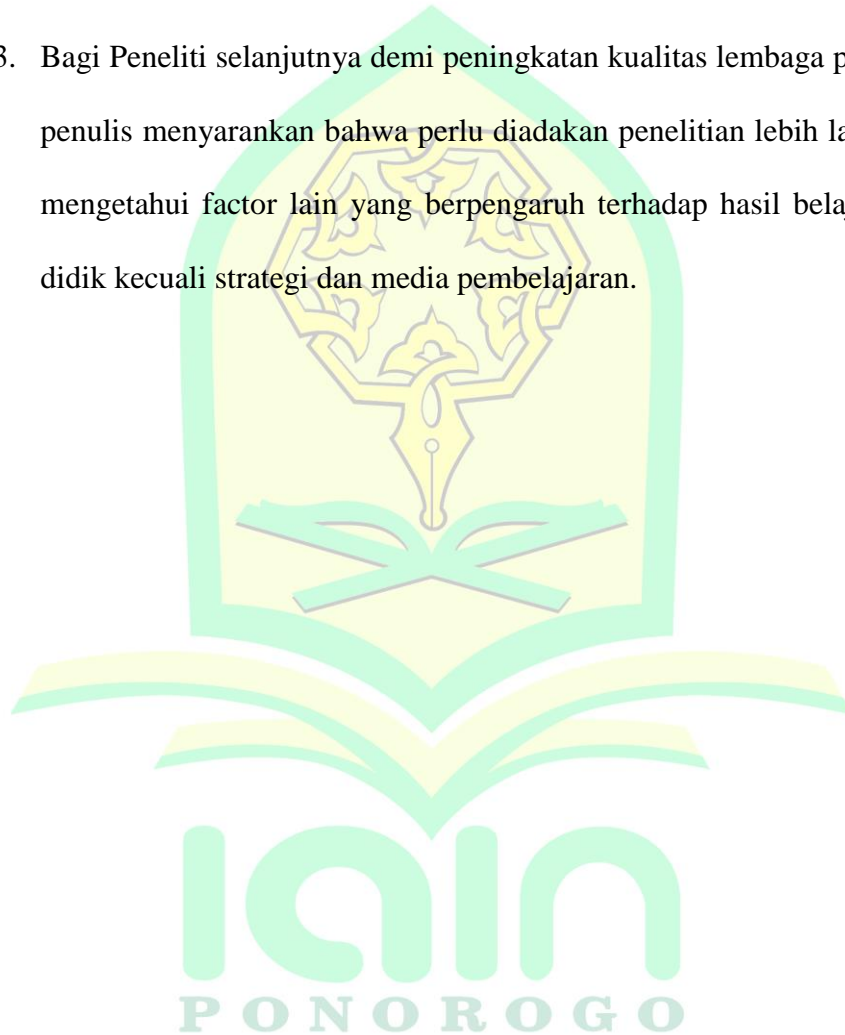 3. Bagi Peneliti selanjutnya demi peningkatan kualitas lembaga
penulis menyarankan bahwa perlu diadakan penelitian lebih
mengetahui factor lain yang berpengaruh terhadap hasil
didik kecuali strategi dan media pembelajaran.
iain
PONOROGO